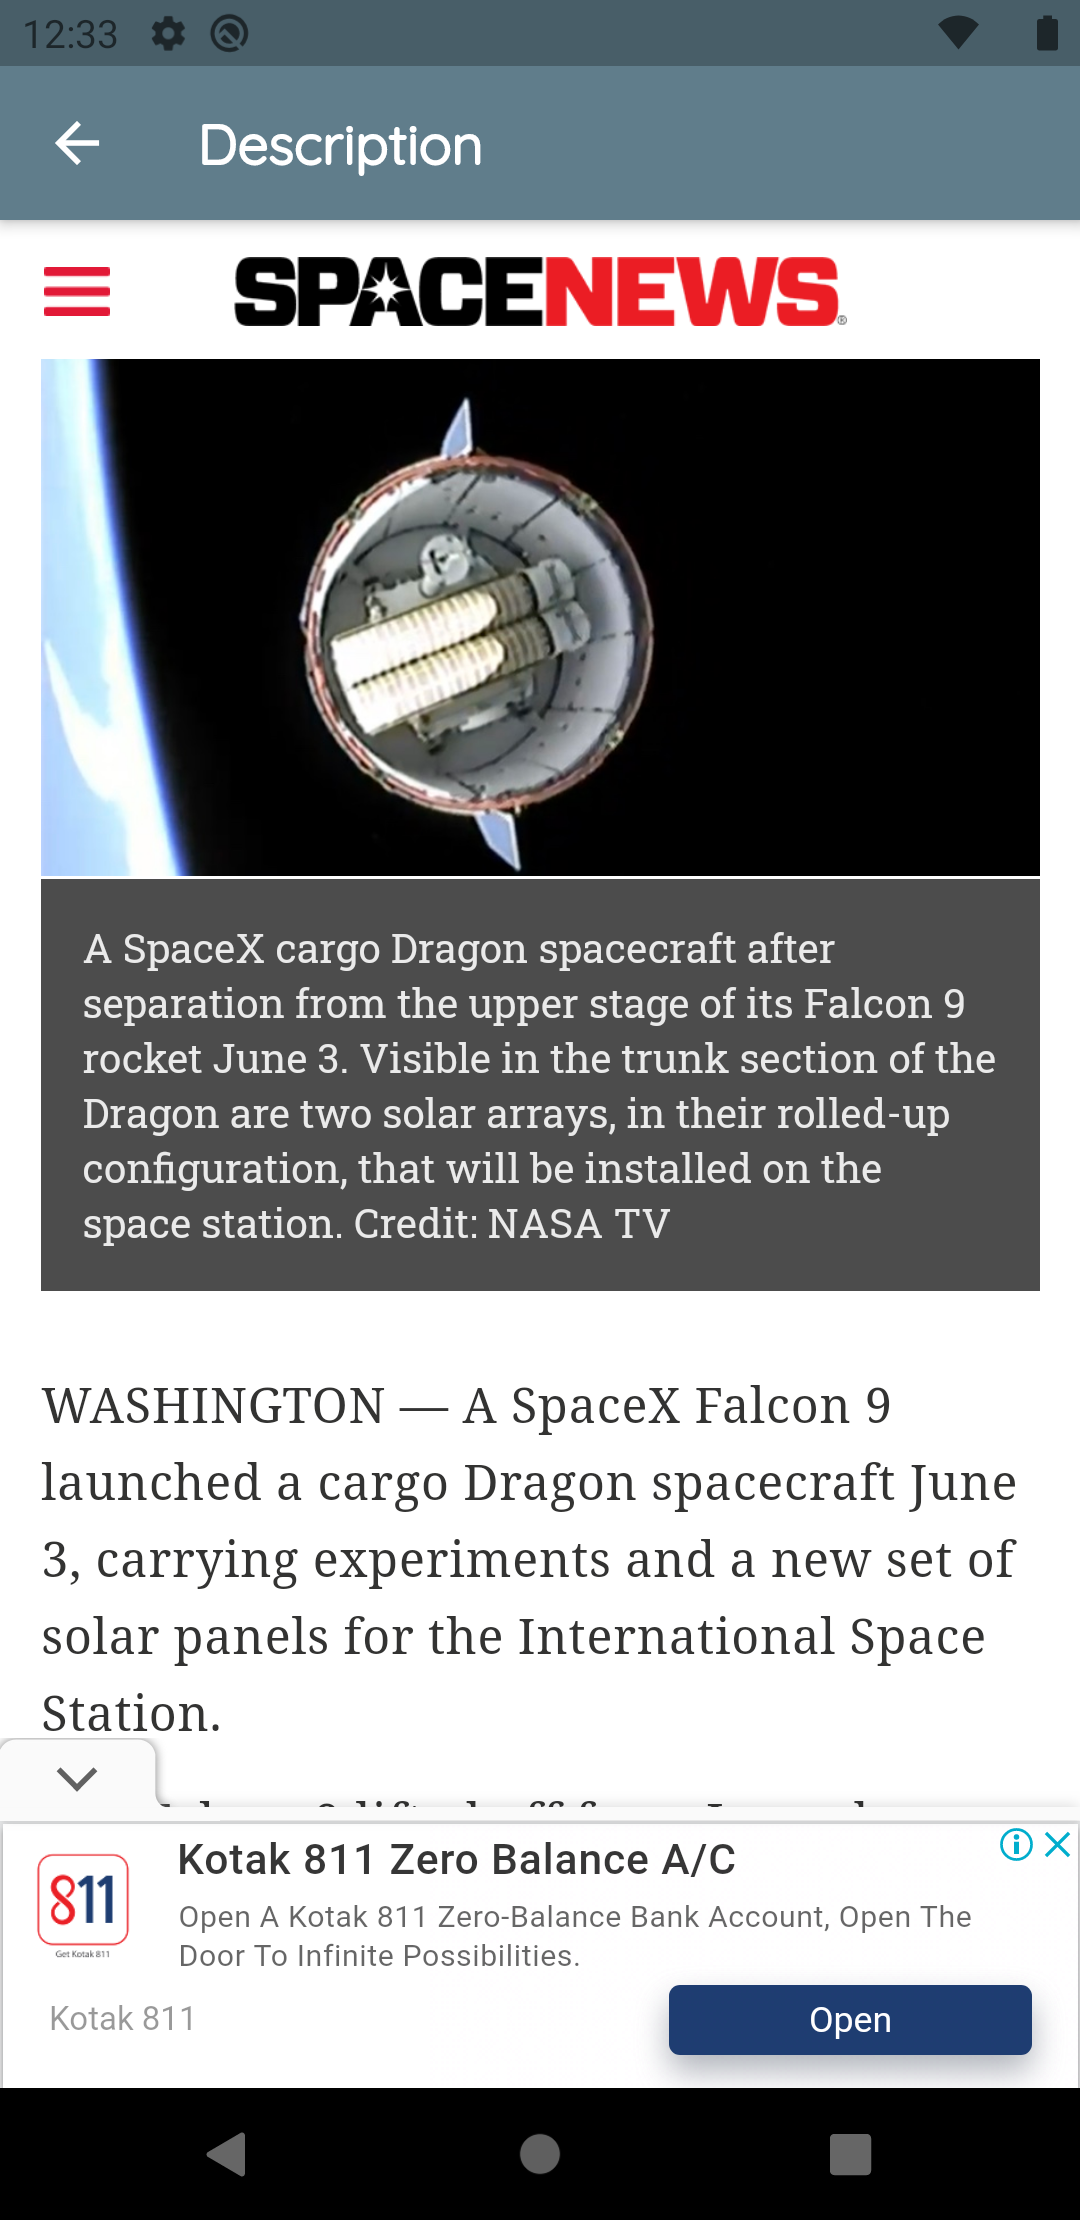 12:33
Description
SPACENEWS®
A SpaceX cargo Dragon spacecraft after
separation from the upper stage of its Falcon 9
rocket June 3. Visible in the trunk section of the
Dragon are two solar arrays, in their rolled-up
configuration, that will be installed on the
space station. Credit: NASA TV
WASHINGTON — A SpaceX Falcon 9
launched a cargo Dragon spacecraft June
3, carrying experiments and a new set of
solar panels for the International Space
Station.
Kotak 811 Zero Balance A/C
811
Get Kotak 811
Open A Kotak 811 Zero-Balance Bank Account, Open The
Door To Infinite Possibilities.
Kotak 811
Open